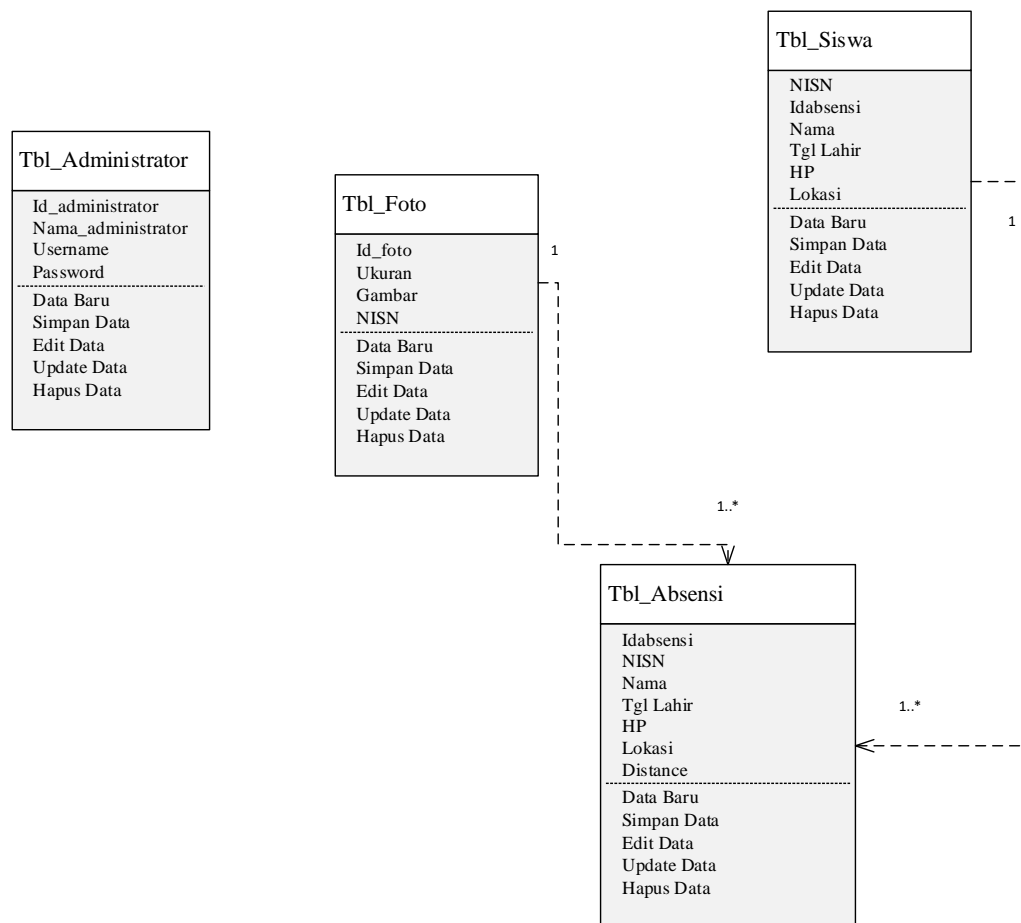 Tbl_Siswa
NISN
Idabsensi
Nama
Tgl Lahir
HP
Lokasi
Data Baru
Simpan Data
Edit Data
Update Data
Hapus Data
1
Tbl_Administrator
Id_administrator
Nama_administrator
Username
Password
Data Baru
Simpan Data
Edit Data
Update Data
Hapus Data
Tbl_Foto
Id_foto
Ukuran
Gambar
NISN
Data Baru
Simpan Data
Edit Data
Update Data
Hapus Data
1
1..*
Tbl_Absensi
Idabsensi
NISN
Nama
Tgl Lahir
HP
Lokasi
Distance
Data Baru
Simpan Data
Edit Data
Update Data
Hapus Data
1..*